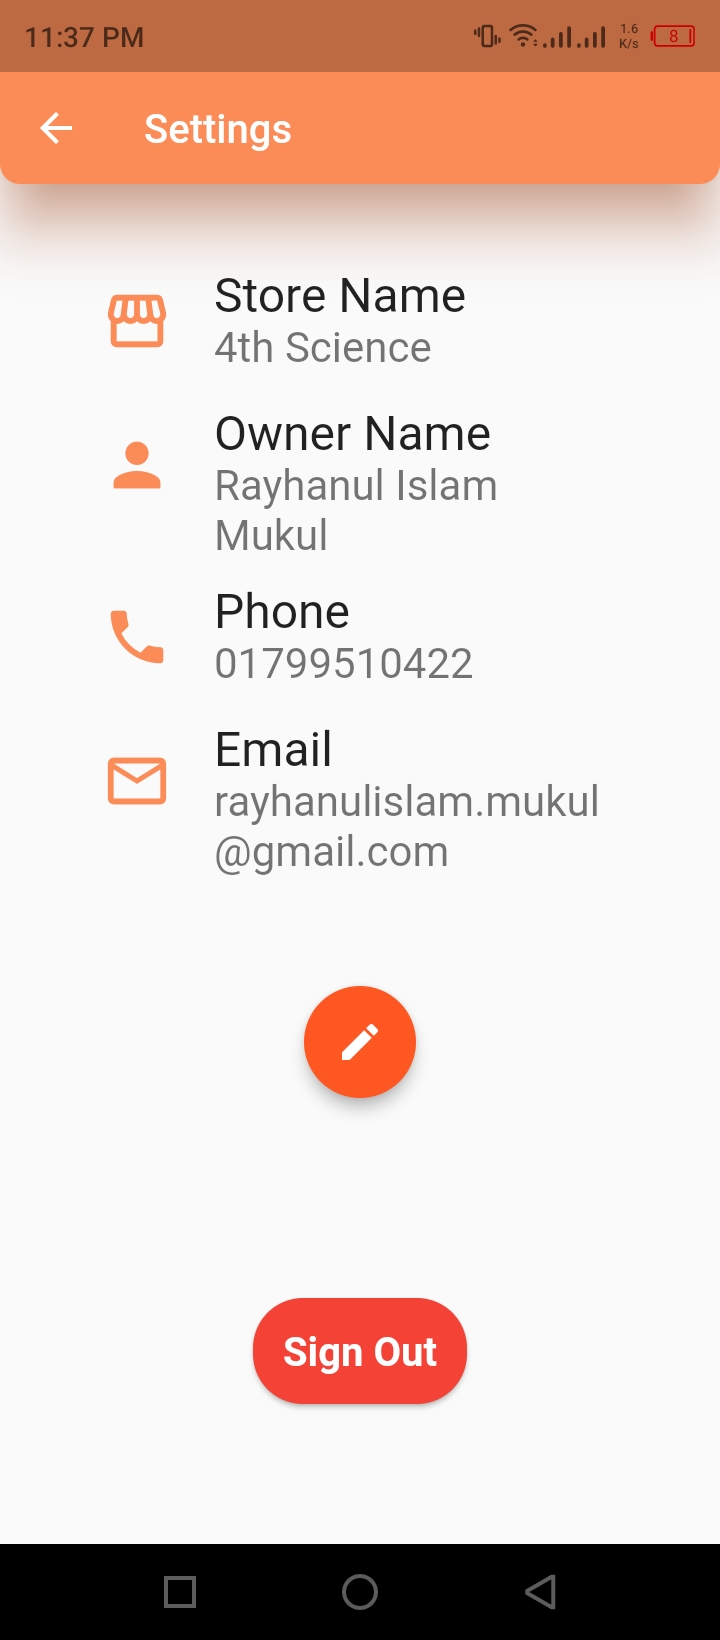 11:37 PM
1.6
K/s
8
Settings
Store Name
4th Science
Owner Name
Rayhanul Islam
Mukul
Phone
01799510422
Email
rayhanulislam.mukul
@gmail.com
Sign Out